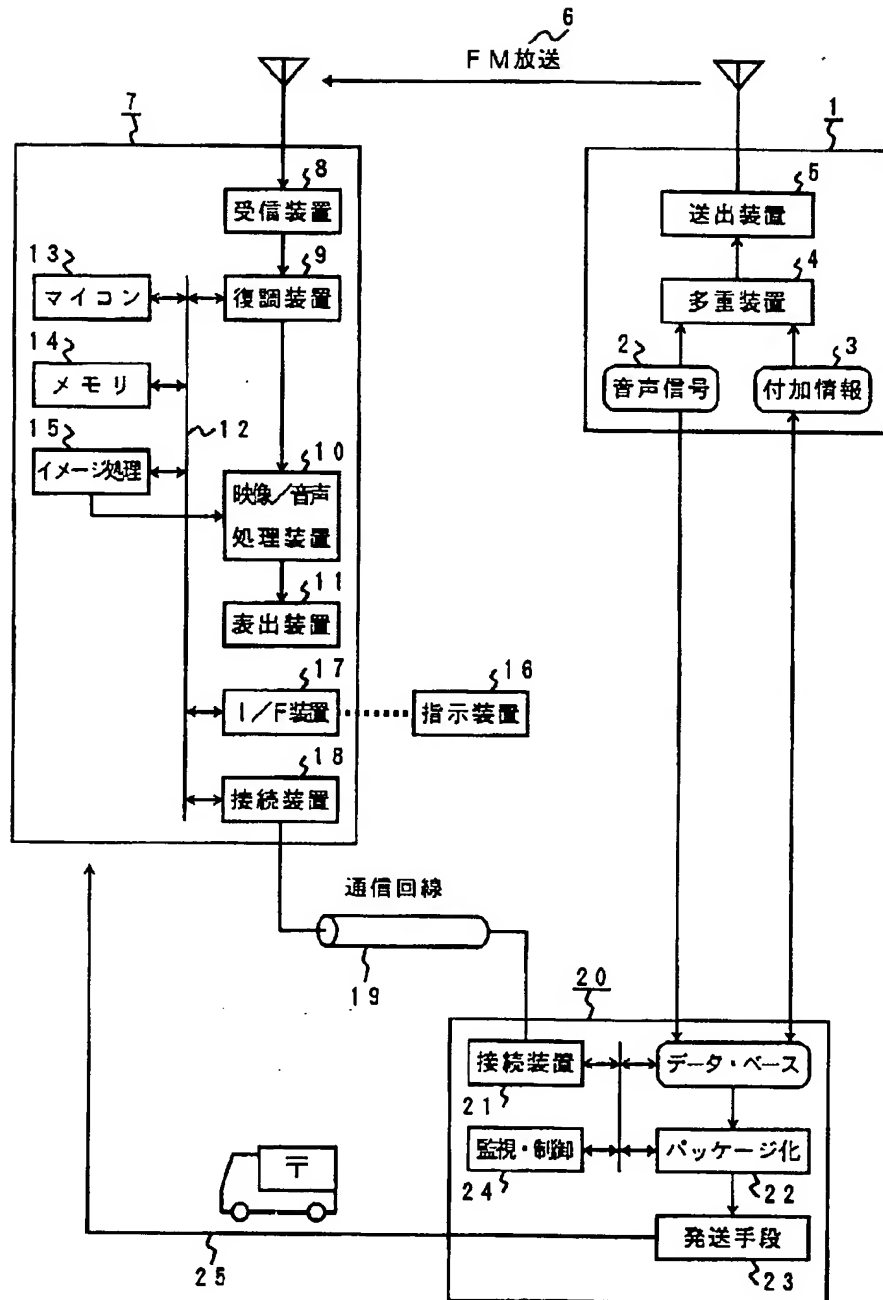 6
FM放送
7
1
8
受信装置
5
送出装置
13
マイコン
9
復調装置
4
多重装置
14
メモリ
2
音声信号
3
付加情報
15
イメージ処理
12
10
映像/音声
処理装置
11
表出装置
17
I/F装置
16
指示装置
18
接続装置
通信回線
19
20
接続装置
21
データ・ベース
監視・制御
24
パッケージ化
22
〒
発送手段
23
25